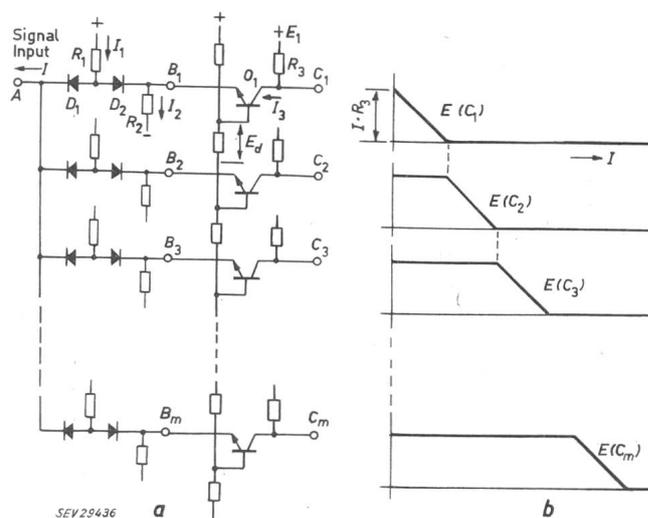 Signal
Input
I
A
+
R1
I1
D1
D2
B1
R2
−
I2
+
O1
+E1
R3
I3
C1
Ed
B2
C2
B3
C3
Bm
Cm
SEV 29436
a
I·R3
E(C1)
I
E(C2)
E(C3)
E(Cm)
b